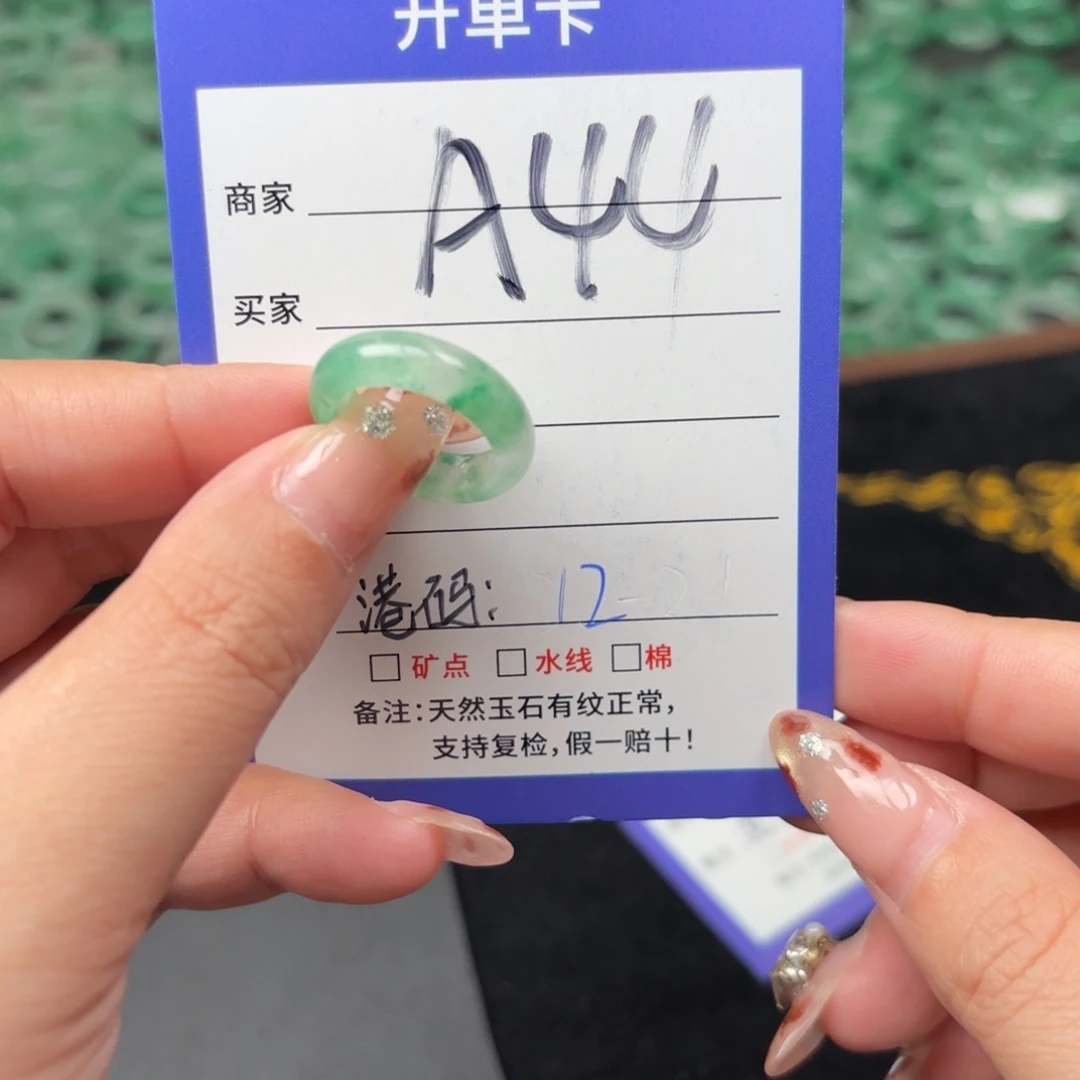 开单卡
商家 A44
买家
港码: 12-
□ 矿点 □ 水线 □ 棉
备注:天然玉石有纹正常,
支持复检,假一赔十!